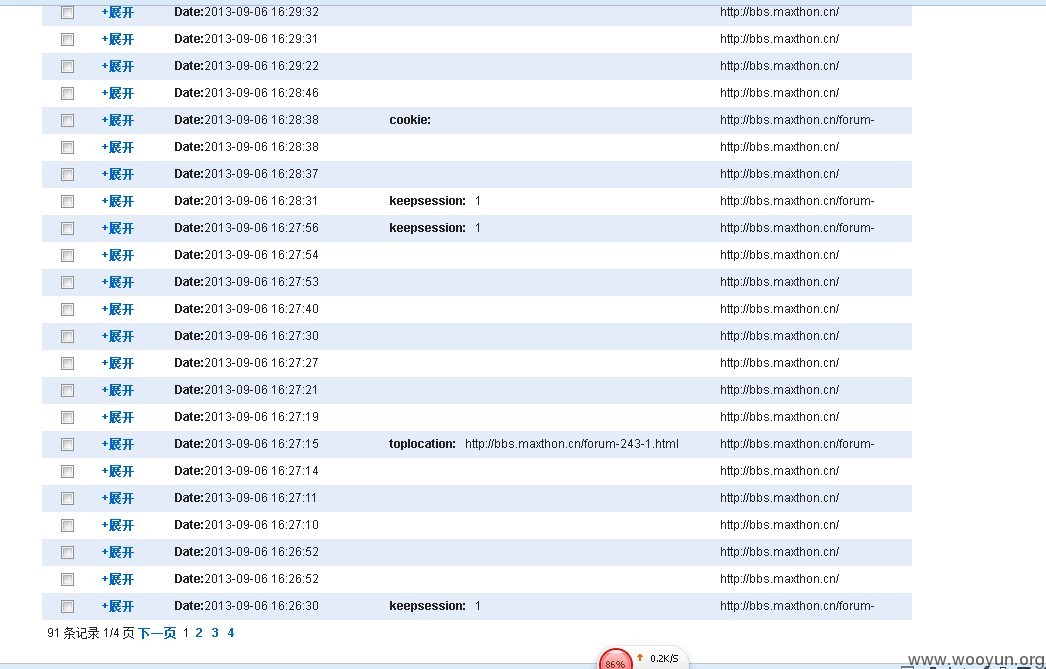 +展开 Date:2013-09-06 16:29:32 http://bbs.maxthon.cn/
+展开 Date:2013-09-06 16:29:31 http://bbs.maxthon.cn/
+展开 Date:2013-09-06 16:29:22 http://bbs.maxthon.cn/
+展开 Date:2013-09-06 16:28:46 http://bbs.maxthon.cn/
+展开 Date:2013-09-06 16:28:38 cookie: http://bbs.maxthon.cn/forum-
+展开 Date:2013-09-06 16:28:38 http://bbs.maxthon.cn/
+展开 Date:2013-09-06 16:28:37 http://bbs.maxthon.cn/
+展开 Date:2013-09-06 16:28:31 keepsession: 1 http://bbs.maxthon.cn/forum-
+展开 Date:2013-09-06 16:27:56 keepsession: 1 http://bbs.maxthon.cn/forum-
+展开 Date:2013-09-06 16:27:54 http://bbs.maxthon.cn/
+展开 Date:2013-09-06 16:27:53 http://bbs.maxthon.cn/
+展开 Date:2013-09-06 16:27:40 http://bbs.maxthon.cn/
+展开 Date:2013-09-06 16:27:30 http://bbs.maxthon.cn/
+展开 Date:2013-09-06 16:27:27 http://bbs.maxthon.cn/
+展开 Date:2013-09-06 16:27:21 http://bbs.maxthon.cn/
+展开 Date:2013-09-06 16:27:19 http://bbs.maxthon.cn/
+展开 Date:2013-09-06 16:27:15 toplocation: http://bbs.maxthon.cn/forum-243-1.html http://bbs.maxthon.cn/forum-
+展开 Date:2013-09-06 16:27:14 http://bbs.maxthon.cn/
+展开 Date:2013-09-06 16:27:11 http://bbs.maxthon.cn/
+展开 Date:2013-09-06 16:27:10 http://bbs.maxthon.cn/
+展开 Date:2013-09-06 16:26:52 http://bbs.maxthon.cn/
+展开 Date:2013-09-06 16:26:52 http://bbs.maxthon.cn/
+展开 Date:2013-09-06 16:26:30 keepsession: 1 http://bbs.maxthon.cn/forum-
91 条记录 1/4 页 下一页 1 2 3 4
86% 0.2K/S
www.wooyun.org